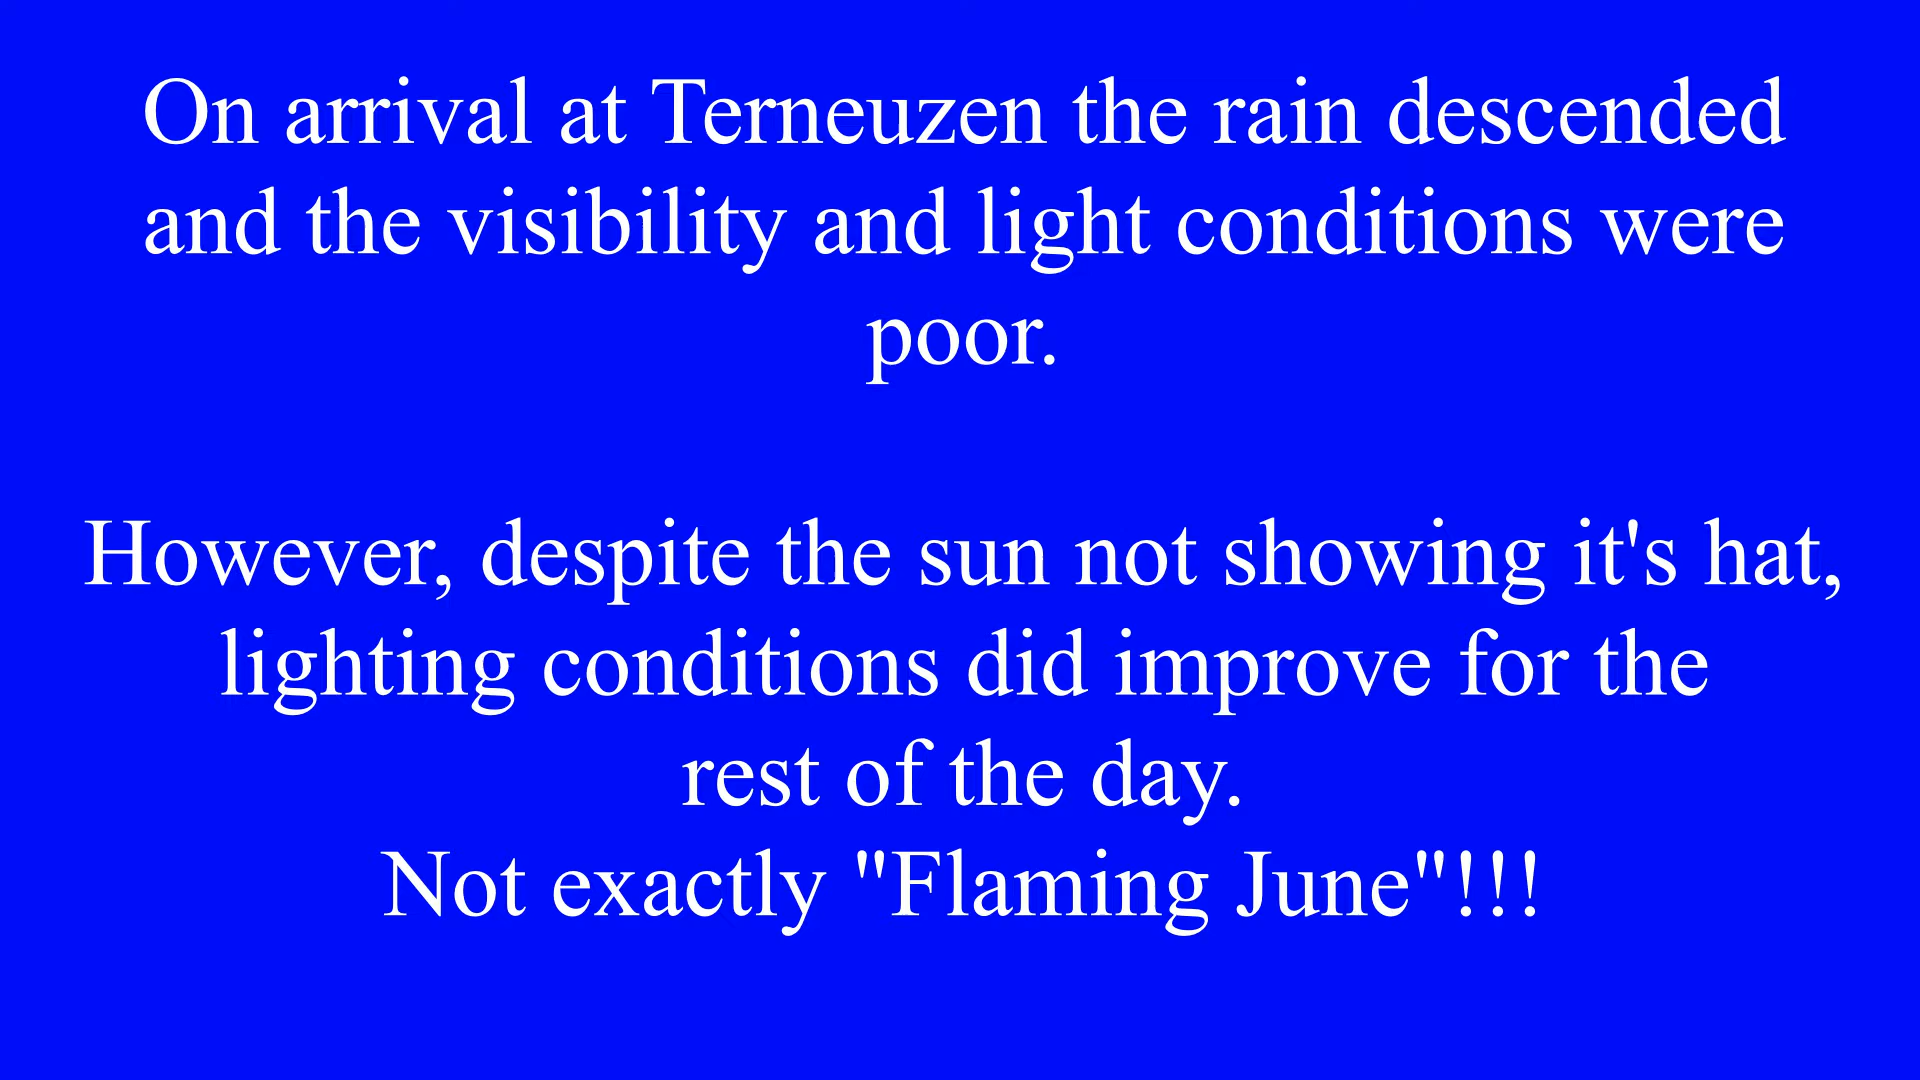 On arrival at Terneuzen the rain descended
and the visibility and light conditions were
poor.
However, despite the sun not showing it's hat,
lighting conditions did improve for the
rest of the day.
Not exactly "Flaming June"!!!